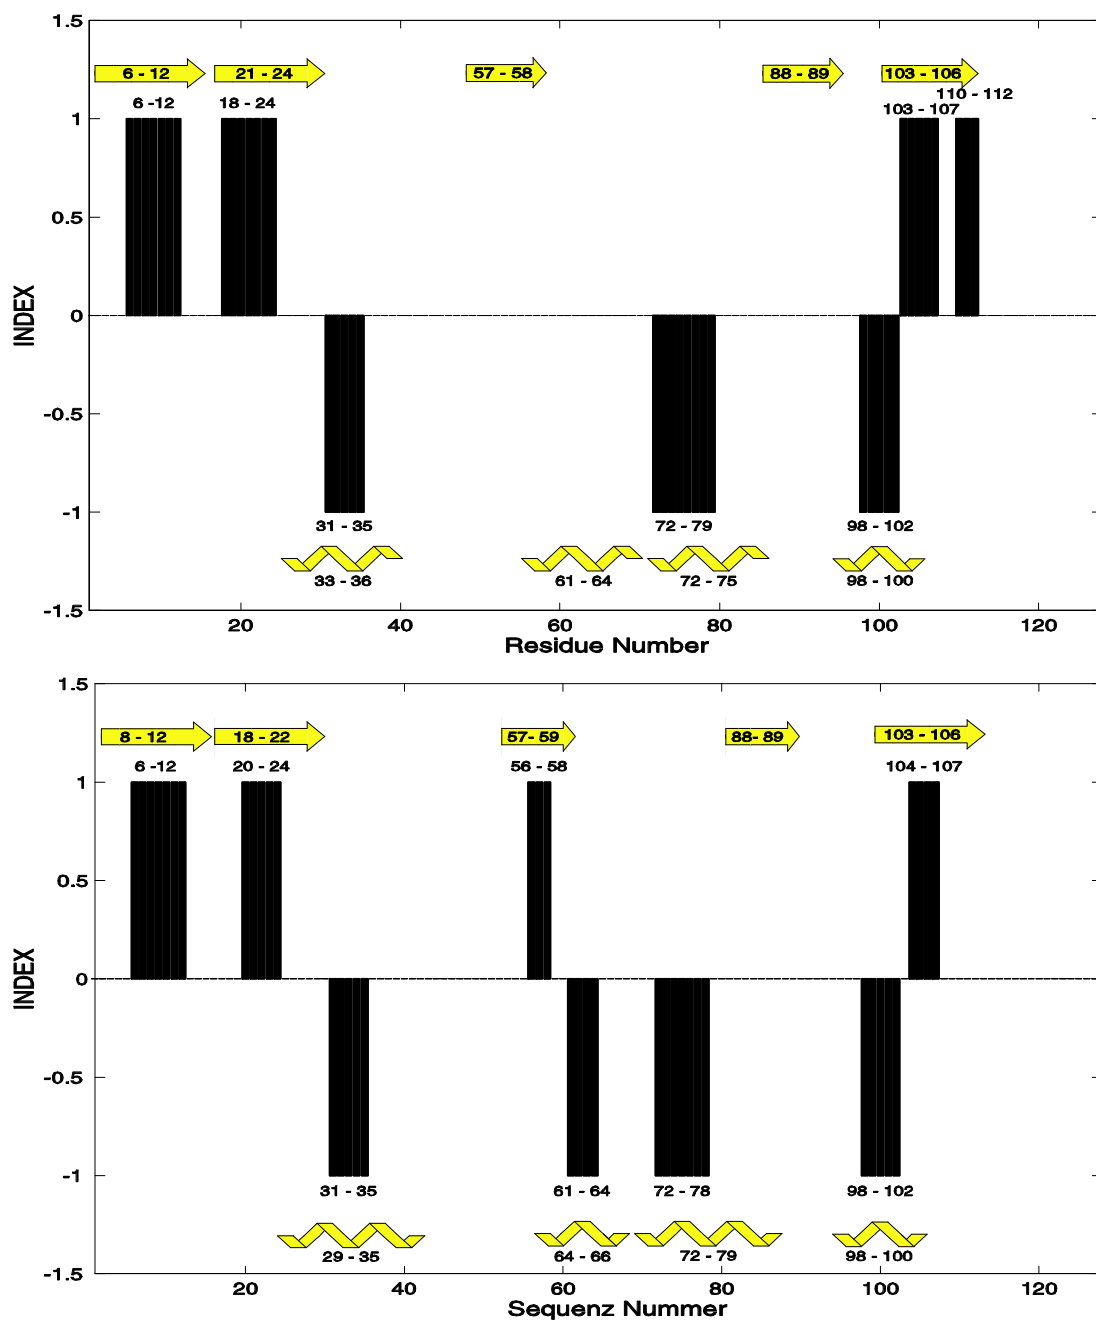 1.5
6 - 12 21 - 24 57 - 58 88 - 89 103 - 106
6 -12 18 - 24 103 - 107 110 - 112
1
0.5
INDEX
0
-0.5
-1
31 - 35 72 - 79 98 - 102
33 - 36 61 - 64 72 - 75 98 - 100
-1.5
20 40 60 80 100 120
Residue Number
1.5
8 - 12 18 - 22 57- 59 88- 89 103 - 106
6 -12 20 - 24 56 - 58 104 - 107
1
0.5
INDEX
0
-0.5
-1
31 - 35 61 - 64 72 - 78 98 - 102
29 - 35 64 - 66 72 - 79 98 - 100
-1.5
20 40 60 80 100 120
Sequenz Nummer